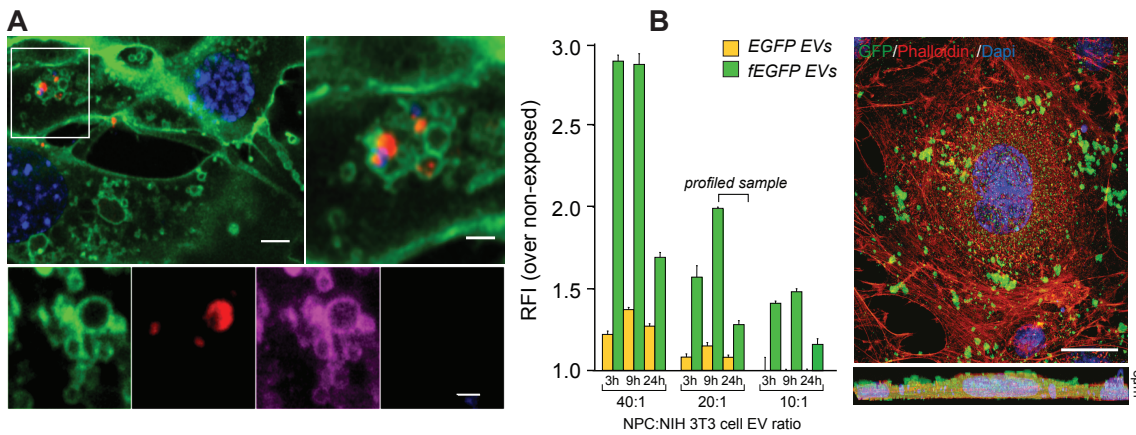 A
B
RFI (over non-exposed)
3.0
2.5
2.0
1.5
1.0
EGFP EVs
fEGFP EVs
profiled sample
3h 9h 24h 3h 9h 24h 3h 9h 24h
40:1 20:1 10:1
NPC:NIH 3T3 cell EV ratio
GFP/Phalloidin/Dapi